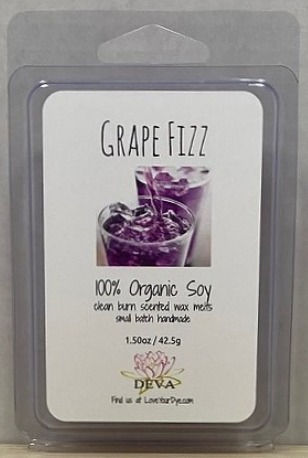 GRAPE FIZZ
100% Organic Soy
clean burn scented wax melts
small batch handmade
1.50oz / 42.5g
DEVA
Find us at LoveYourDye.com